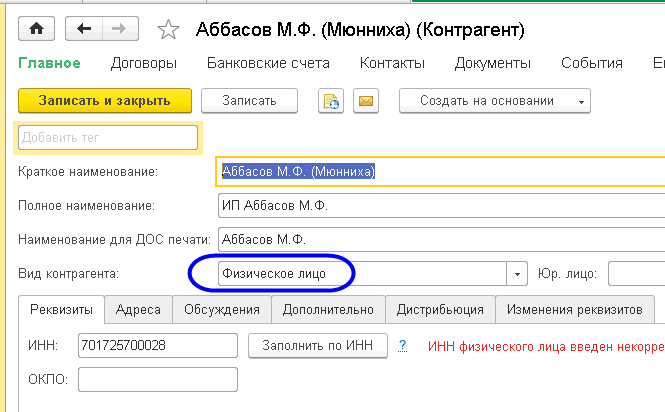 Аббасов М.Ф. (Мюнниха) (Контрагент)
Главное Договоры Банковские счета Контакты Документы События Е
Записать и закрыть Записать Создать на основании
Добавить тег
Краткое наименование: Аббасов М.Ф. (Мюнниха)
Полное наименование: ИП Аббасов М.Ф.
Наименование для ДОС печати: Аббасов М.Ф.
Вид контрагента: Физическое лицо Юр. лицо:
Реквизиты Адреса Обсуждения Дополнительно Дистрибьюция Изменения реквизитов
ИНН: 701725700028 Заполнить по ИНН ? ИНН физического лица введен некорре
ОКПО: